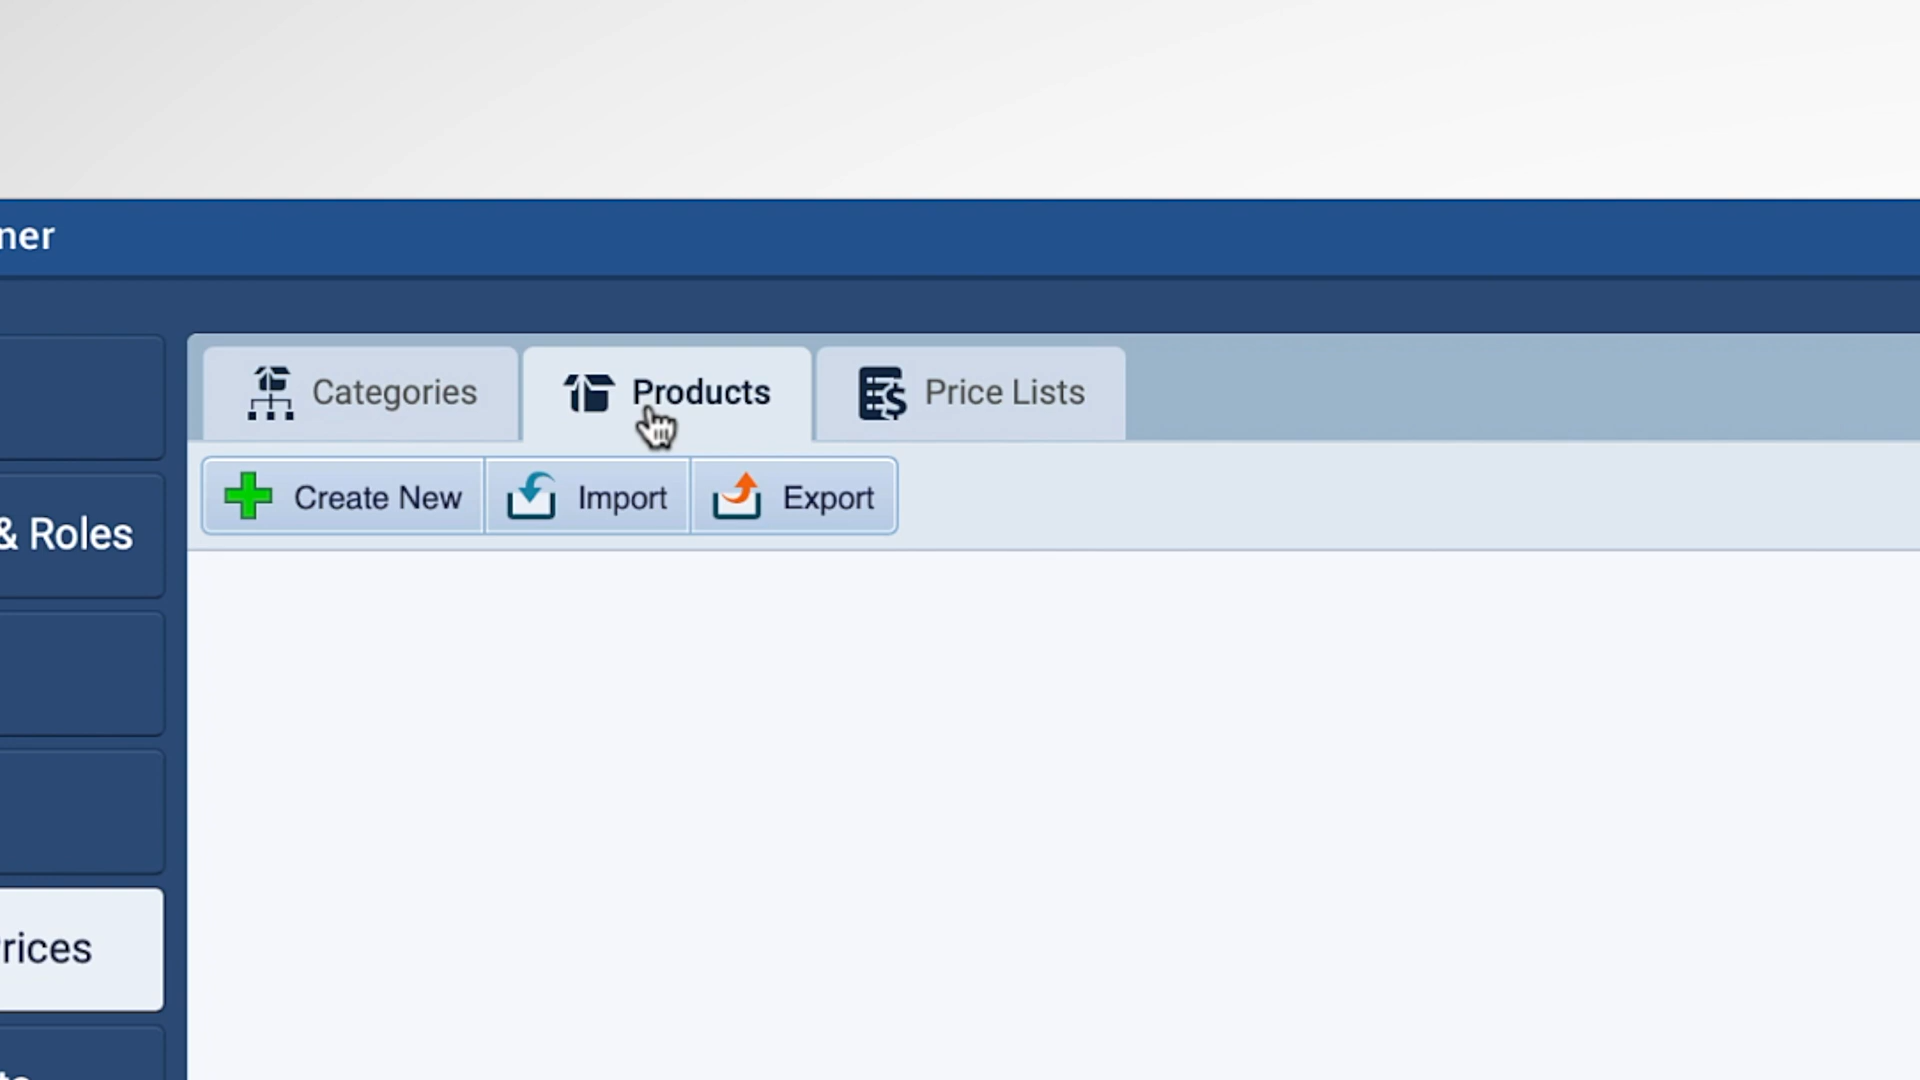 ner
Categories
Products
Price Lists
Create New
Import
Export
& Roles
rices